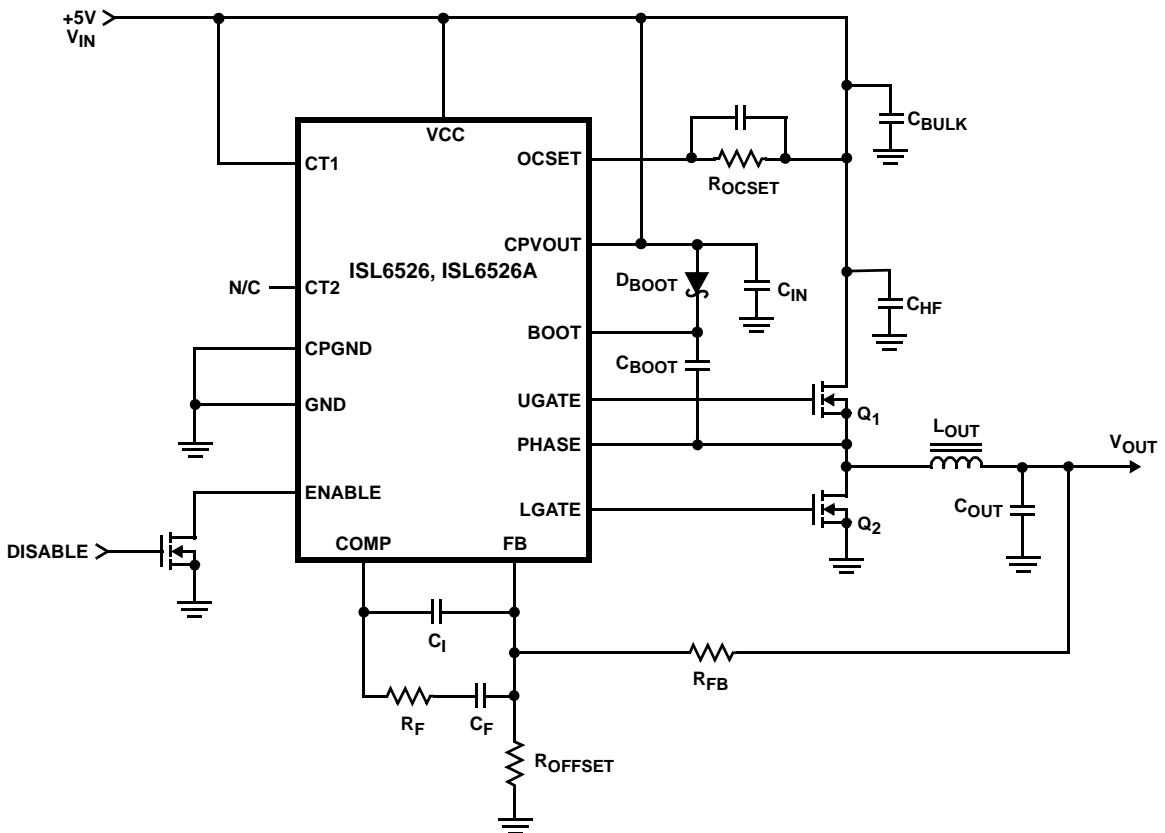 +5V
VIN
VCC
CT1
OCSET
ROCSET
CBULK
CPVOUT
ISL6526, ISL6526A
DBOOT
CIN
N/C
CT2
CHF
BOOT
CPGND
CBOOT
GND
UGATE
Q1
PHASE
LOUT
VOUT
ENABLE
LGATE
Q2
COUT
DISABLE
COMP
FB
CI
RFB
RF
CF
ROFFSET